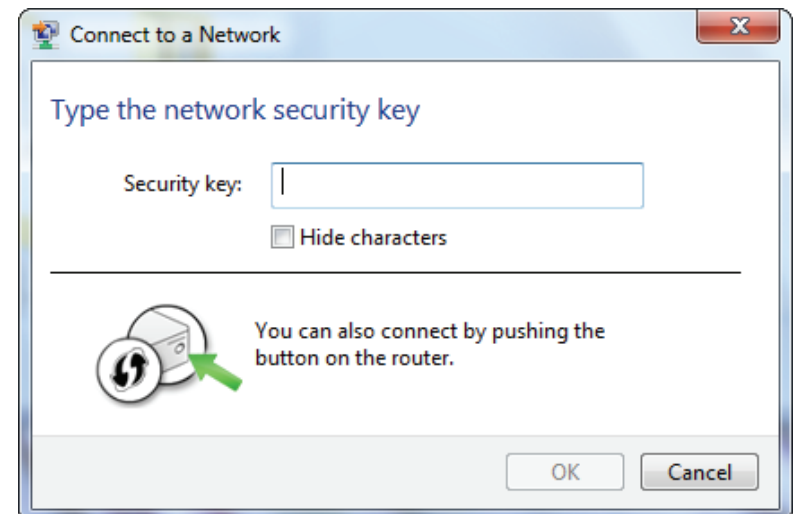 Connect to a Network
Type the network security key
Security key:
Hide characters
You can also connect by pushing the
button on the router.
OK
Cancel